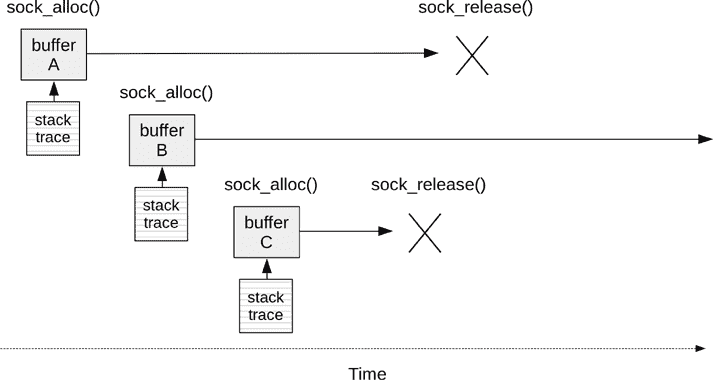 sock_alloc()
sock_release()
buffer
A
stack
trace
sock_alloc()
buffer
B
stack
trace
sock_alloc()
sock_release()
buffer
C
stack
trace
Time